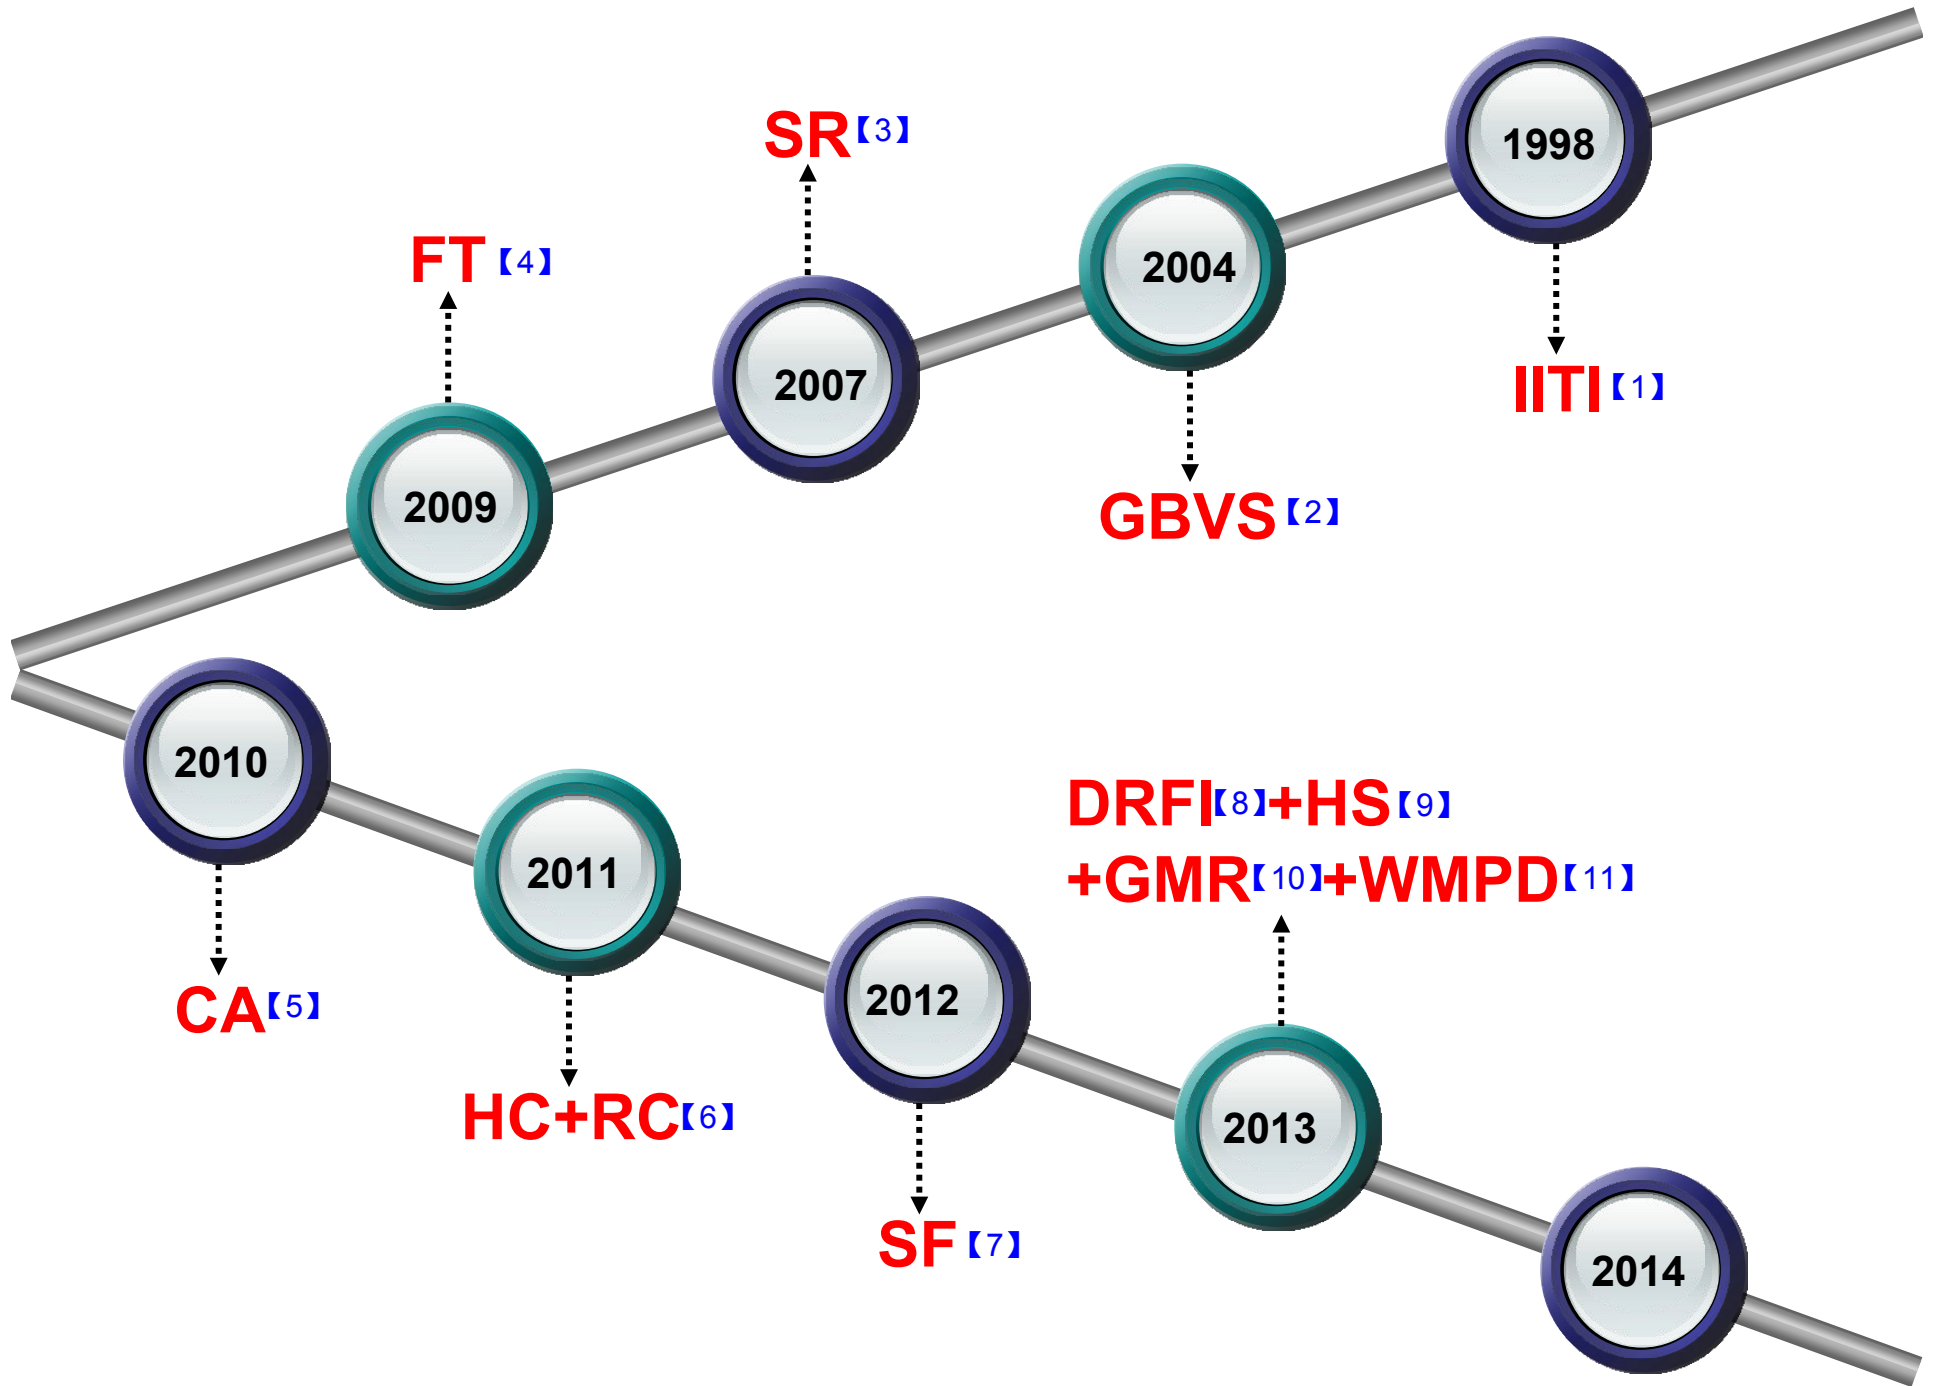 1998
SR【3】
2004
FT【4】
2007
IITI【1】
2009
GBVS【2】
2010
DRFI【8】+HS【9】
2011
+GMR【10】+WMPD【11】
CA【5】
2012
HC+RC【6】
2013
SF【7】
2014